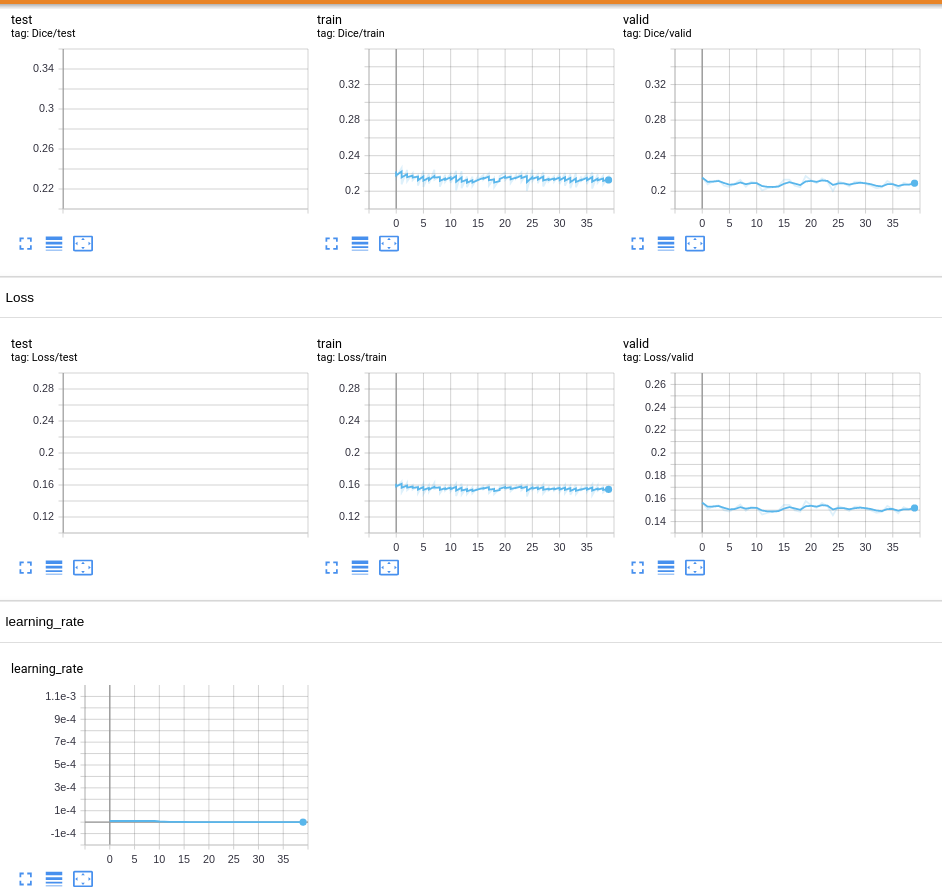 test
tag: Dice/test
0.34
0.3
0.26
0.22
train
tag: Dice/train
0.32
0.28
0.24
0.2
0 5 10 15 20 25 30 35
valid
tag: Dice/valid
0.32
0.28
0.24
0.2
0 5 10 15 20 25 30 35
Loss
test
tag: Loss/test
0.28
0.24
0.2
0.16
0.12
train
tag: Loss/train
0.28
0.24
0.2
0.16
0.12
0 5 10 15 20 25 30 35
valid
tag: Loss/valid
0.26
0.24
0.22
0.2
0.18
0.16
0.14
0 5 10 15 20 25 30 35
learning_rate
learning_rate
1.1e-3
9e-4
7e-4
5e-4
3e-4
1e-4
-1e-4
0 5 10 15 20 25 30 35